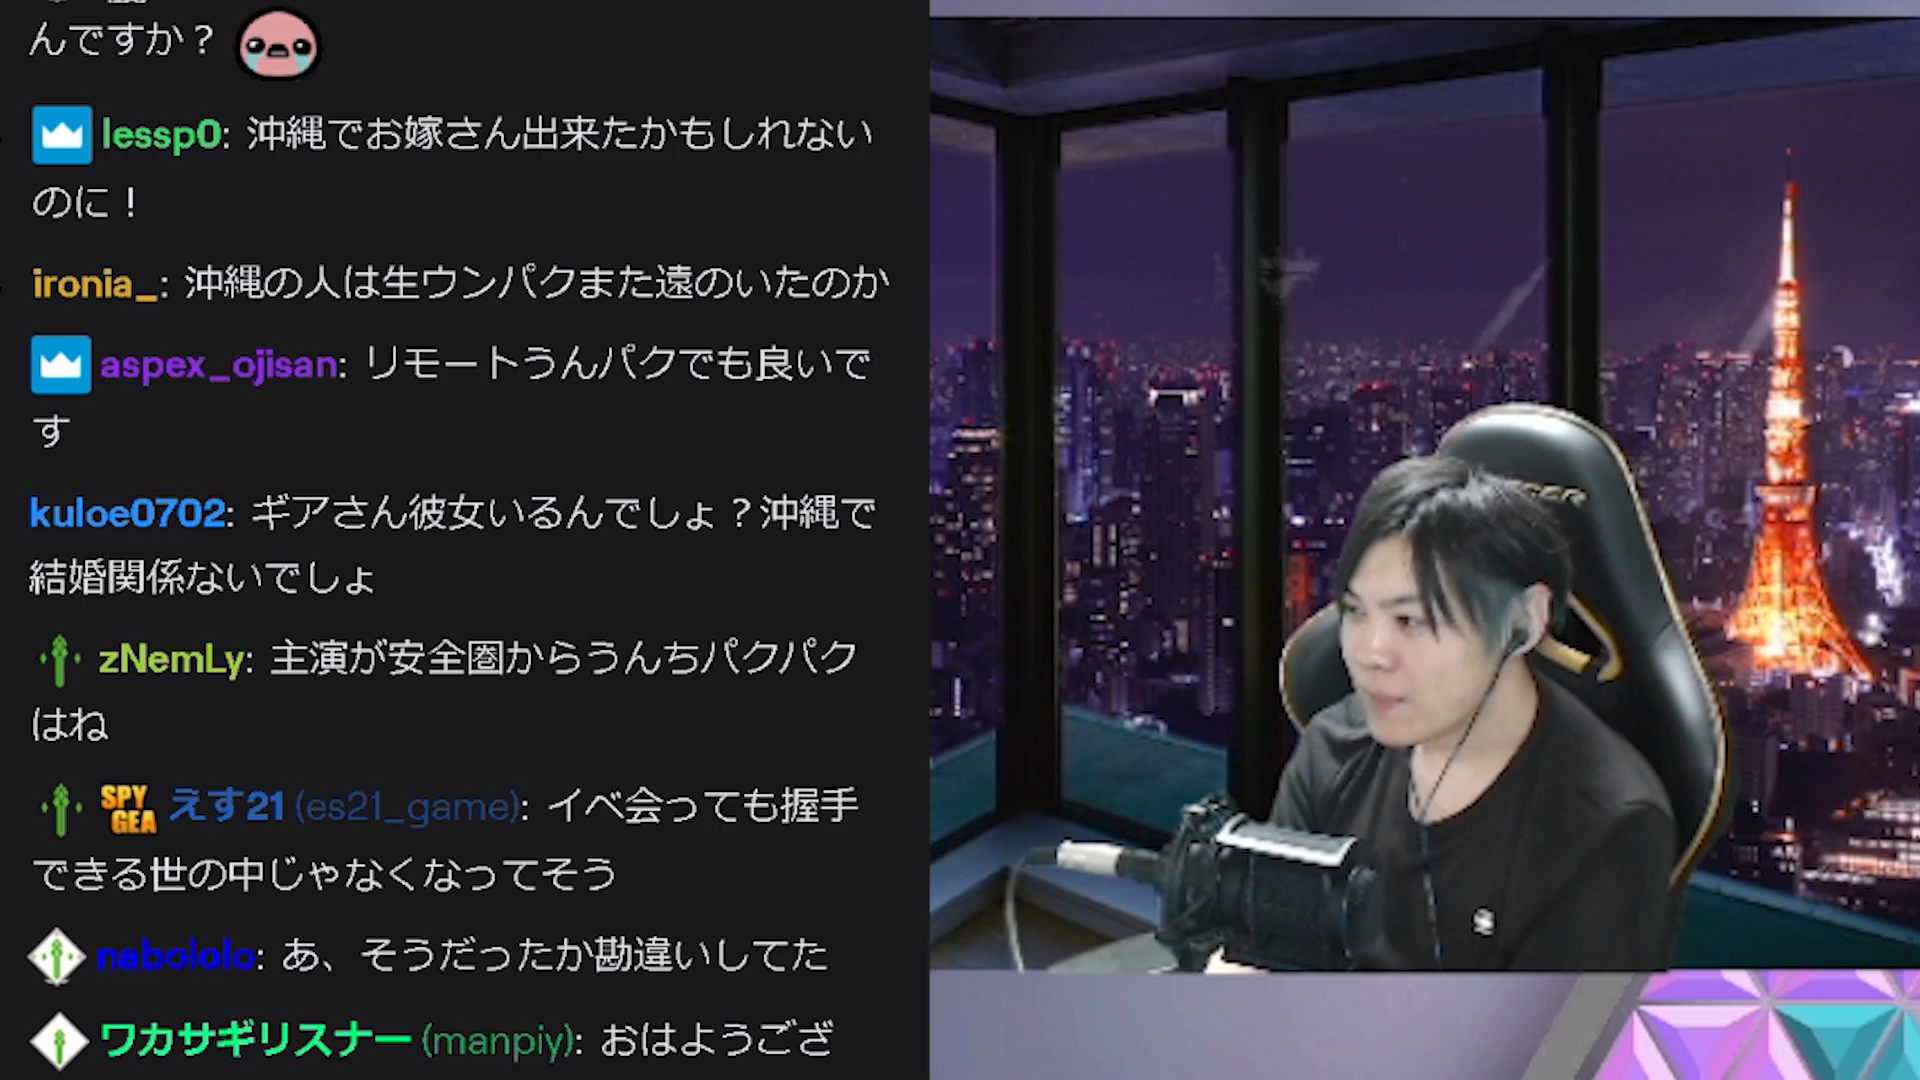 んですか？
lessp0: 沖縄でお嫁さん出来たかもしれない
のに！
ironia_: 沖縄の人は生ウンパクまた遠のいたのか
aspex_ojisan: リモートうんパクでも良いで
す
kuloe0702: ギアさん彼女いるんでしょ？沖縄で
結婚関係ないでしょ
zNemLy: 主演が安全圏からうんちパクパク
はね
SPY
GEA
えす21 (es21_game): イベ会っても握手
できる世の中じゃなくなってそう
nabololo: あ、そうだったか勘違いしてた
ワカサギリスナー (manpiy): おはようござ